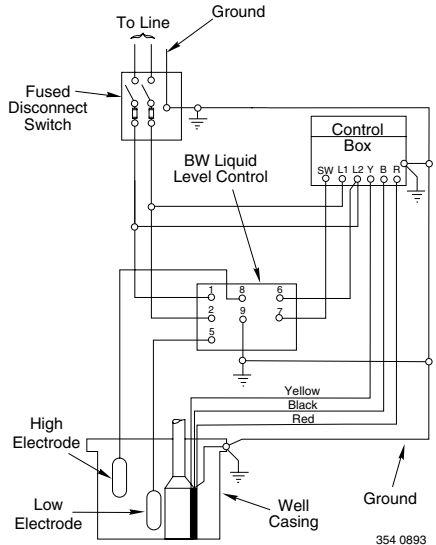 To Line
Ground
Fused
Disconnect
Switch
Control
Box
BW Liquid
Level Control
SW L1 L2 Y B R
1 8 6
2 9 7
5
Yellow
Black
Red
High
Electrode
Low
Electrode
Well
Casing
Ground
354 0893